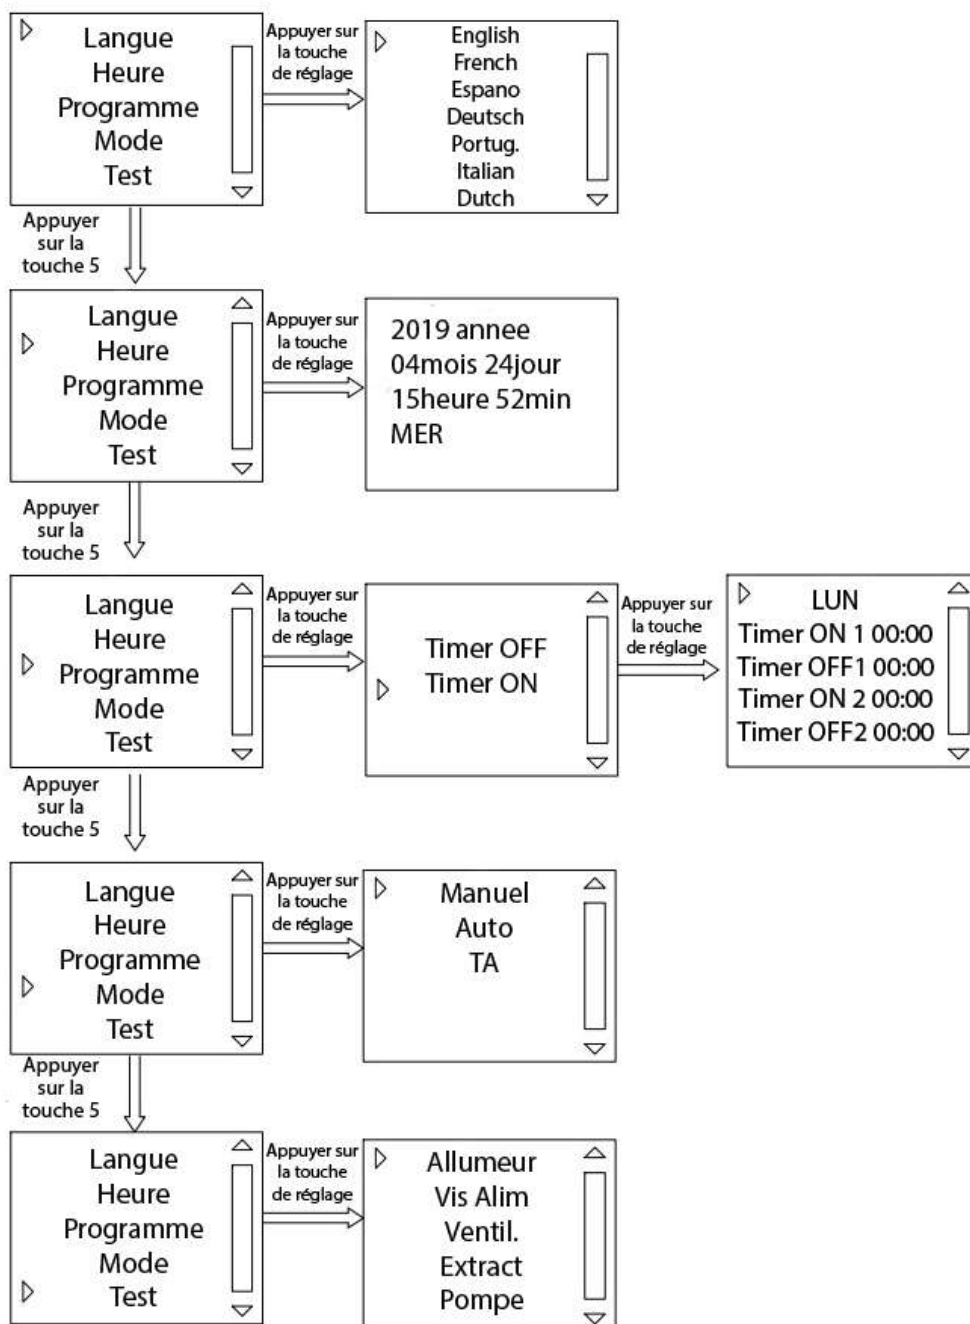 Langue
Heure
Programme
Mode
Test
Appuyer sur
la touche
de réglage
English
French
Espano
Deutsch
Portug.
Italian
Dutch
Appuyer
sur la
touche 5
Langue
Heure
Programme
Mode
Test
Appuyer sur
la touche
de réglage
2019 annee
04mois 24jour
15heure 52min
MER
Appuyer
sur la
touche 5
Langue
Heure
Programme
Mode
Test
Appuyer sur
la touche
de réglage
Timer OFF
Timer ON
Appuyer sur
la touche
de réglage
LUN
Timer ON 1 00:00
Timer OFF1 00:00
Timer ON 2 00:00
Timer OFF2 00:00
Appuyer
sur la
touche 5
Langue
Heure
Programme
Mode
Test
Appuyer sur
la touche
de réglage
Manuel
Auto
TA
Appuyer
sur la
touche 5
Langue
Heure
Programme
Mode
Test
Appuyer sur
la touche
de réglage
Allumeur
Vis Alim
Ventil.
Extract
Pompe